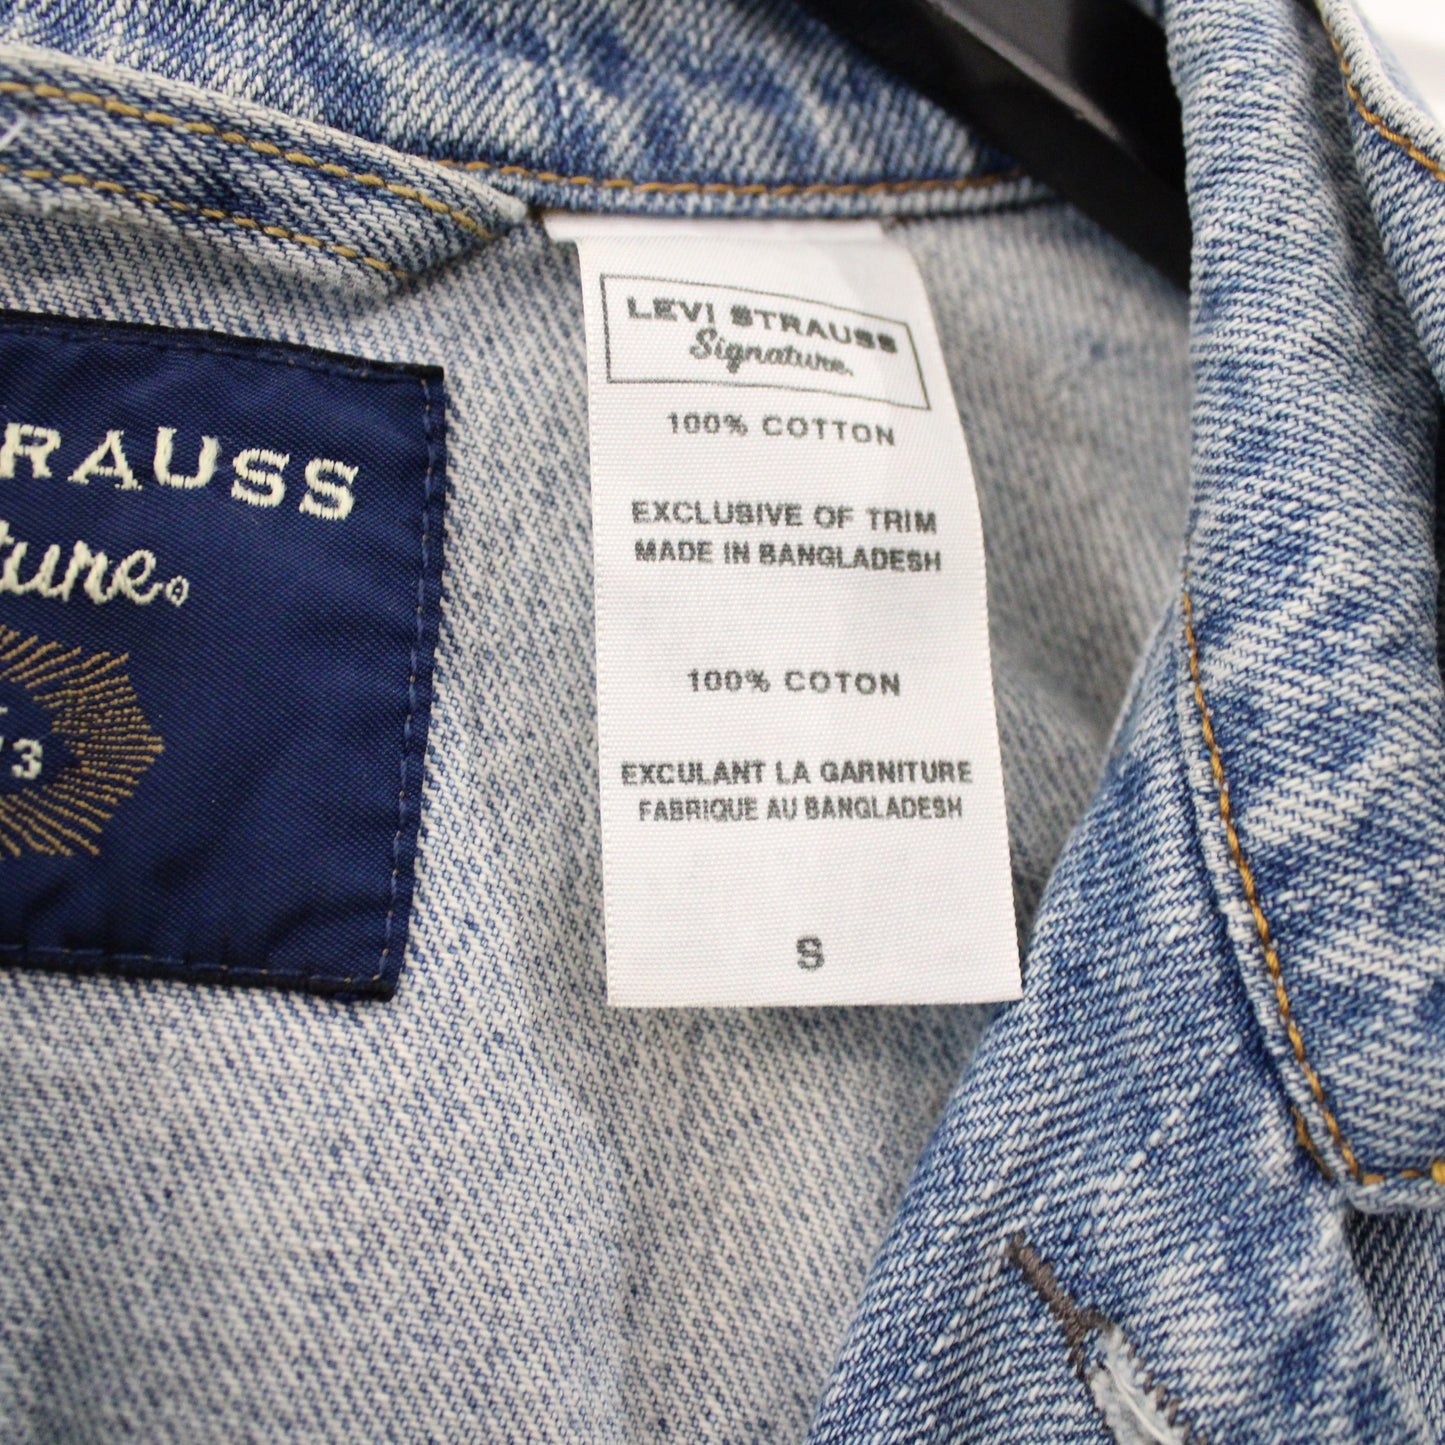 RAUSS
ture.
73
LEVI STRAUSS
Signature.
100% COTTON
EXCLUSIVE OF TRIM
MADE IN BANGLADESH
100% COTON
EXCULANT LA GARNITURE
FABRIQUE AU BANGLADESH
S